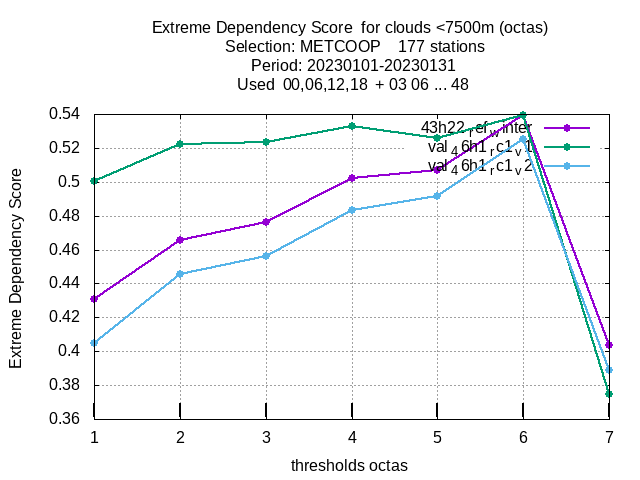 Extreme Dependency Score  for clouds <7500m (octas)
Selection: METCOOP    177 stations
Period: 20230101-20230131
Used  00,06,12,18  + 03 06 ... 48
43h22_ref_winter
val_46h1_rc1_v1
val_46h1_rc1_v2
Extreme Dependency Score
0.54
0.52
0.5
0.48
0.46
0.44
0.42
0.4
0.38
0.36
1 2 3 4 5 6 7
thresholds octas